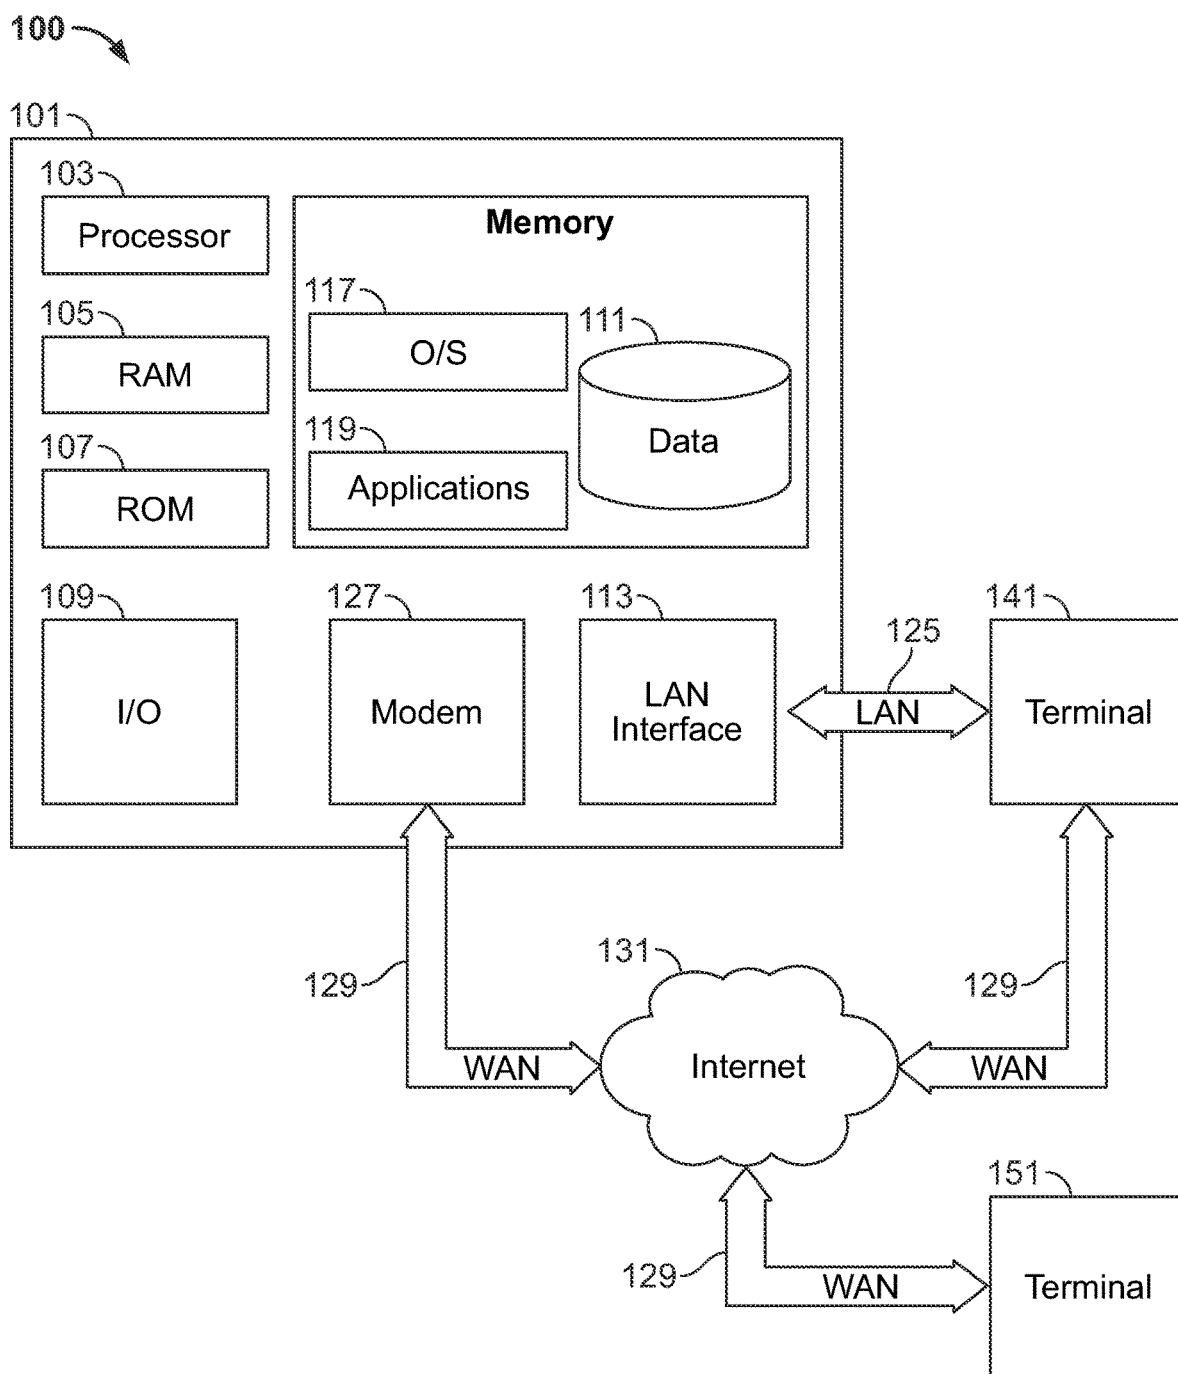 100
101
103
Processor
Memory
105
RAM
117
O/S
111
Data
107
ROM
119
Applications
109
I/O
127
Modem
113
LAN
Interface
125
LAN
141
Terminal
129
WAN
131
Internet
129
WAN
129
WAN
151
Terminal